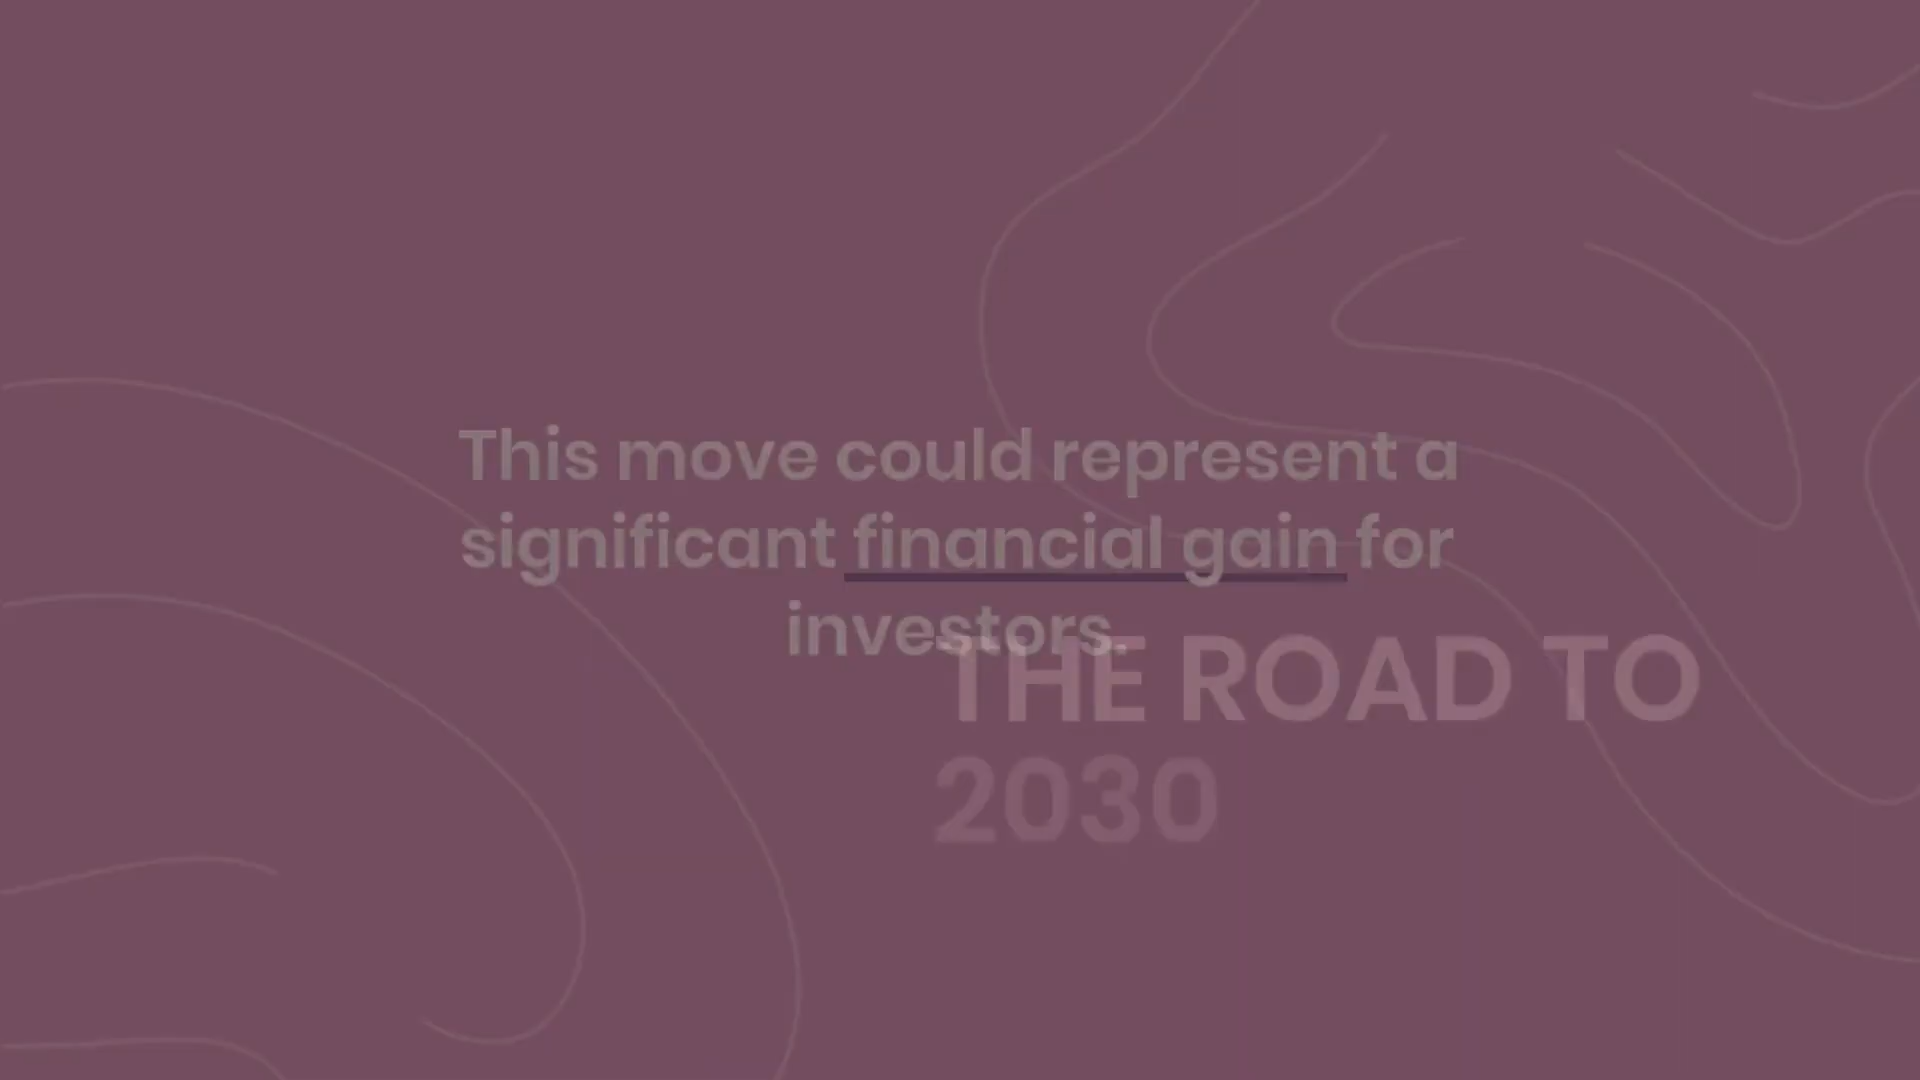 This move could represent a
significant financial gain for
investors.
THE ROAD TO
2030